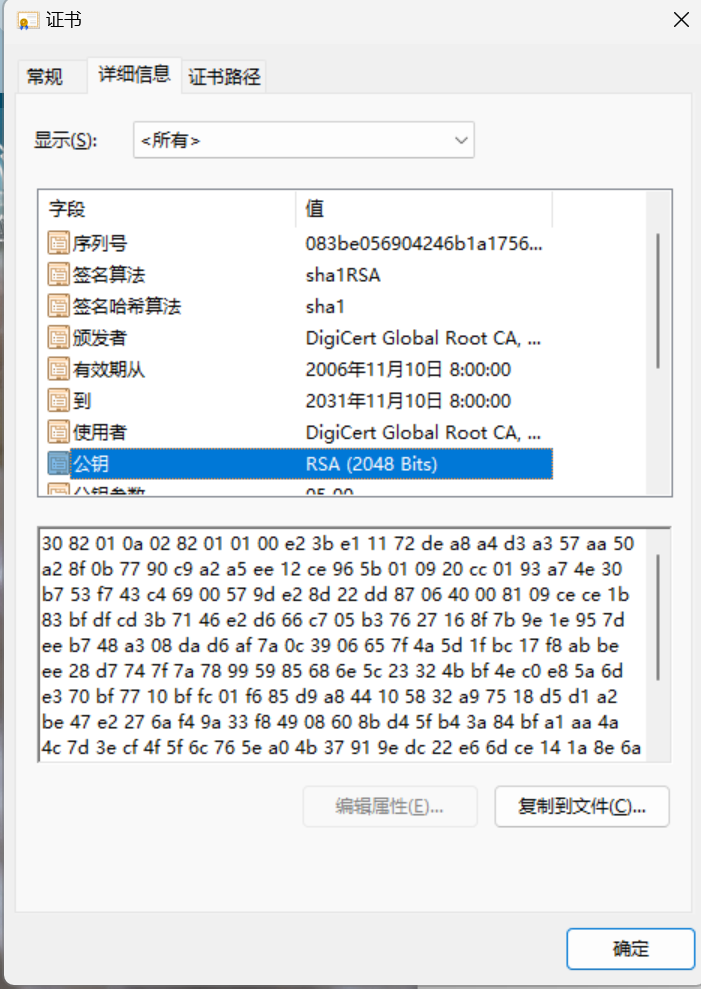 证书
常规 详细信息 证书路径
显示(S): <所有>
字段 值
序列号 083be056904246b1a1756...
签名算法 sha1RSA
签名哈希算法 sha1
颁发者 DigiCert Global Root CA, ...
有效期从 2006年11月10日 8:00:00
到 2031年11月10日 8:00:00
使用者 DigiCert Global Root CA, ...
公钥 RSA (2048 Bits)
公钥参数 05 00
30 82 01 0a 02 82 01 01 00 e2 3b e1 11 72 de a8 a4 d3 a3 57 aa 50
a2 8f 0b 77 90 c9 a2 a5 ee 12 ce 96 5b 01 09 20 cc 01 93 a7 4e 30
b7 53 f7 43 c4 69 00 57 9d e2 8d 22 dd 87 06 40 00 81 09 ce ce 1b
83 bf df cd 3b 71 46 e2 d6 66 c7 05 b3 76 27 16 8f 7b 9e 1e 95 7d
ee b7 48 a3 08 da d6 af 7a 0c 39 06 65 7f 4a 5d 1f bc 17 f8 ab be
ee 28 d7 74 7f 7a 78 99 59 85 68 6e 5c 23 32 4b bf 4e c0 e8 5a 6d
e3 70 bf 77 10 bf fc 01 f6 85 d9 a8 44 10 58 32 a9 75 18 d5 d1 a2
be 47 e2 27 6a f4 9a 33 f8 49 08 60 8b d4 5f b4 3a 84 bf a1 aa 4a
4c 7d 3e cf 4f 5f 6c 76 5e a0 4b 37 91 9e dc 22 e6 6d ce 14 1a 8e 6a
编辑属性(E)... 复制到文件(C)...
确定